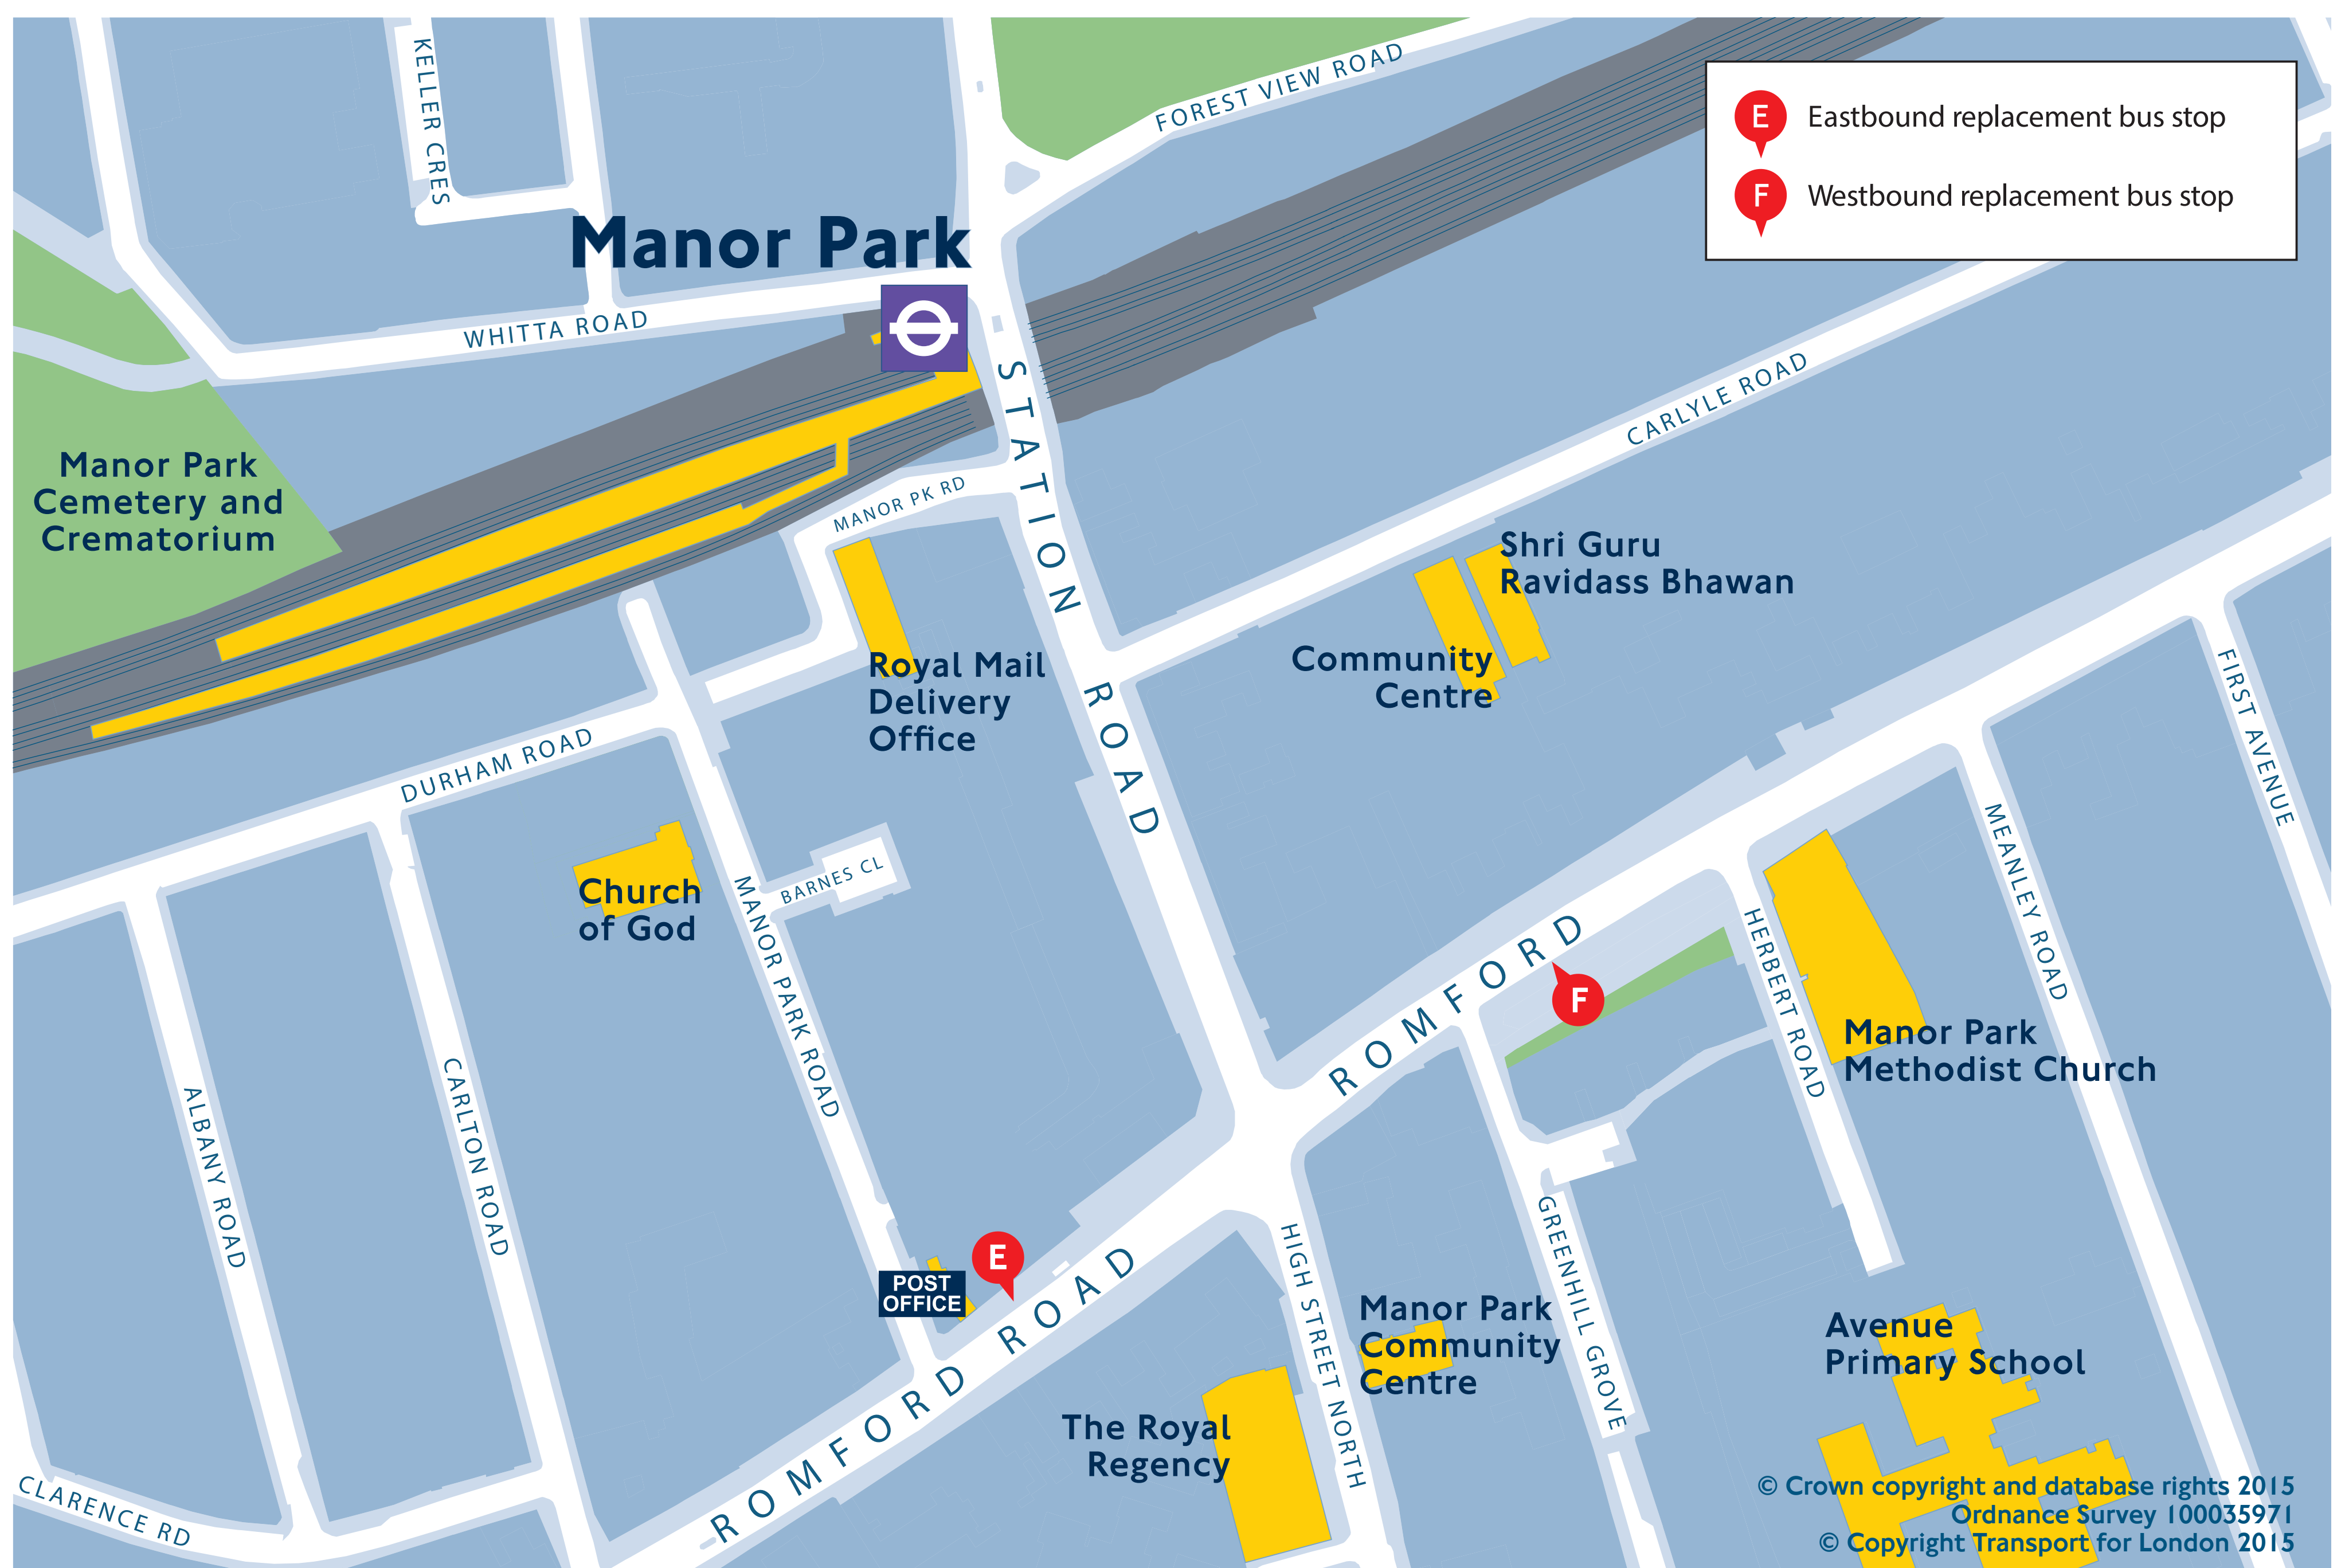 KELLER CRES
FOREST VIEW ROAD
E
Eastbound replacement bus stop
F
Westbound replacement bus stop
Manor Park
WHITTA ROAD
STATION ROAD
CARLYLE ROAD
Manor Park
Cemetery and
Crematorium
MANOR PK RD
Shri Guru
Ravidass Bhawan
Community
Centre
Royal Mail
Delivery
Office
FIRST AVENUE
DURHAM ROAD
MEANLEY ROAD
Church
of God
BARNES CL
MANOR PARK ROAD
ROMFORD
F
HERBERT ROAD
Manor Park
Methodist Church
ALBANY ROAD
CARLTON ROAD
E
POST
OFFICE
ROMFORD ROAD
HIGH STREET NORTH
GREENHILL GROVE
Manor Park
Community
Centre
Avenue
Primary School
The Royal
Regency
CLARENCE RD
© Crown copyright and database rights 2015
Ordnance Survey 100035971
© Copyright Transport for London 2015